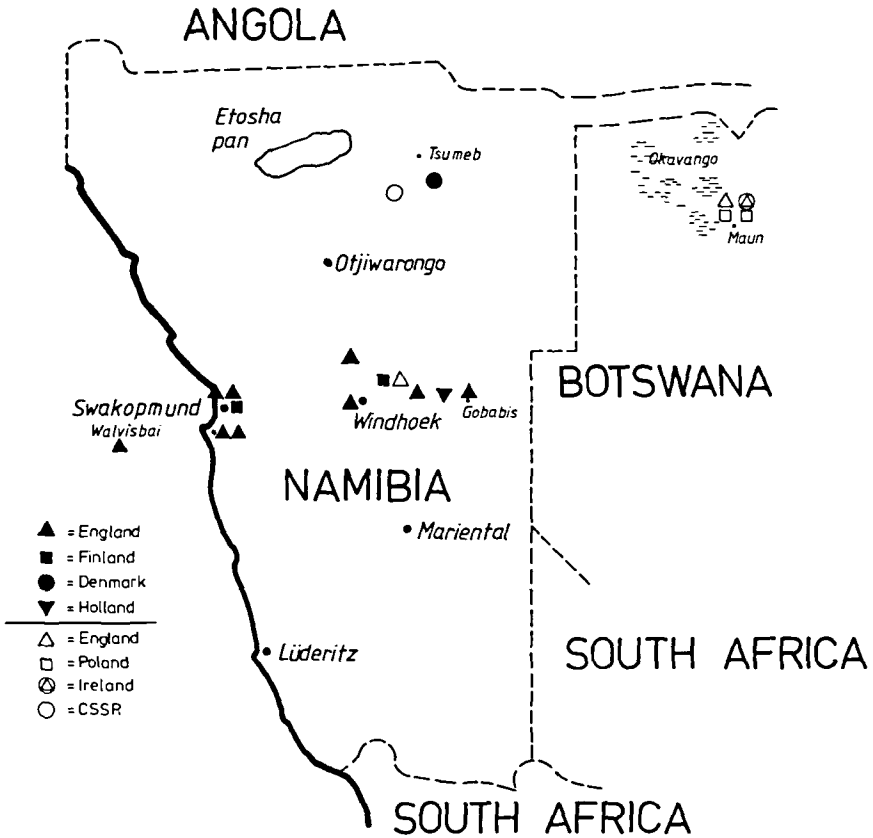 ANGOLA
Etosha
pan
Tsumeb
Okavango
Maun
Otjiwarongo
BOTSWANA
Swakopmund
Walvisbai
Windhoek
Gobabis
NAMIBIA
Mariental
= England
= Finland
= Denmark
= Holland
= England
= Poland
= Ireland
= CSSR
Lüderitz
SOUTH AFRICA
SOUTH AFRICA